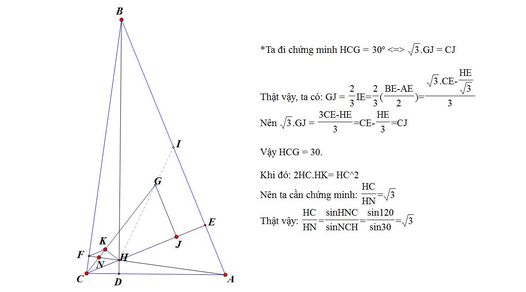 B
*Ta đi chứng minh HCG = 30º <=> √3.GJ = CJ
Thật vậy, ta có: GJ = 2/3 IE=2/3(BE-AE/2)=√3.CE-HE/√3/3
Nên √3.GJ = 3CE-HE/3=CE-HE/3=CJ
I
Vậy HCG = 30.
Khi đó: 2HC.HK= HC^2
G
Nên ta cần chứng minh: HC/HN=√3
E
Thật vậy: HC/HN=sinHNC/sinNCH=sin120/sin30=√3
J
K
F
N
H
C
D
A